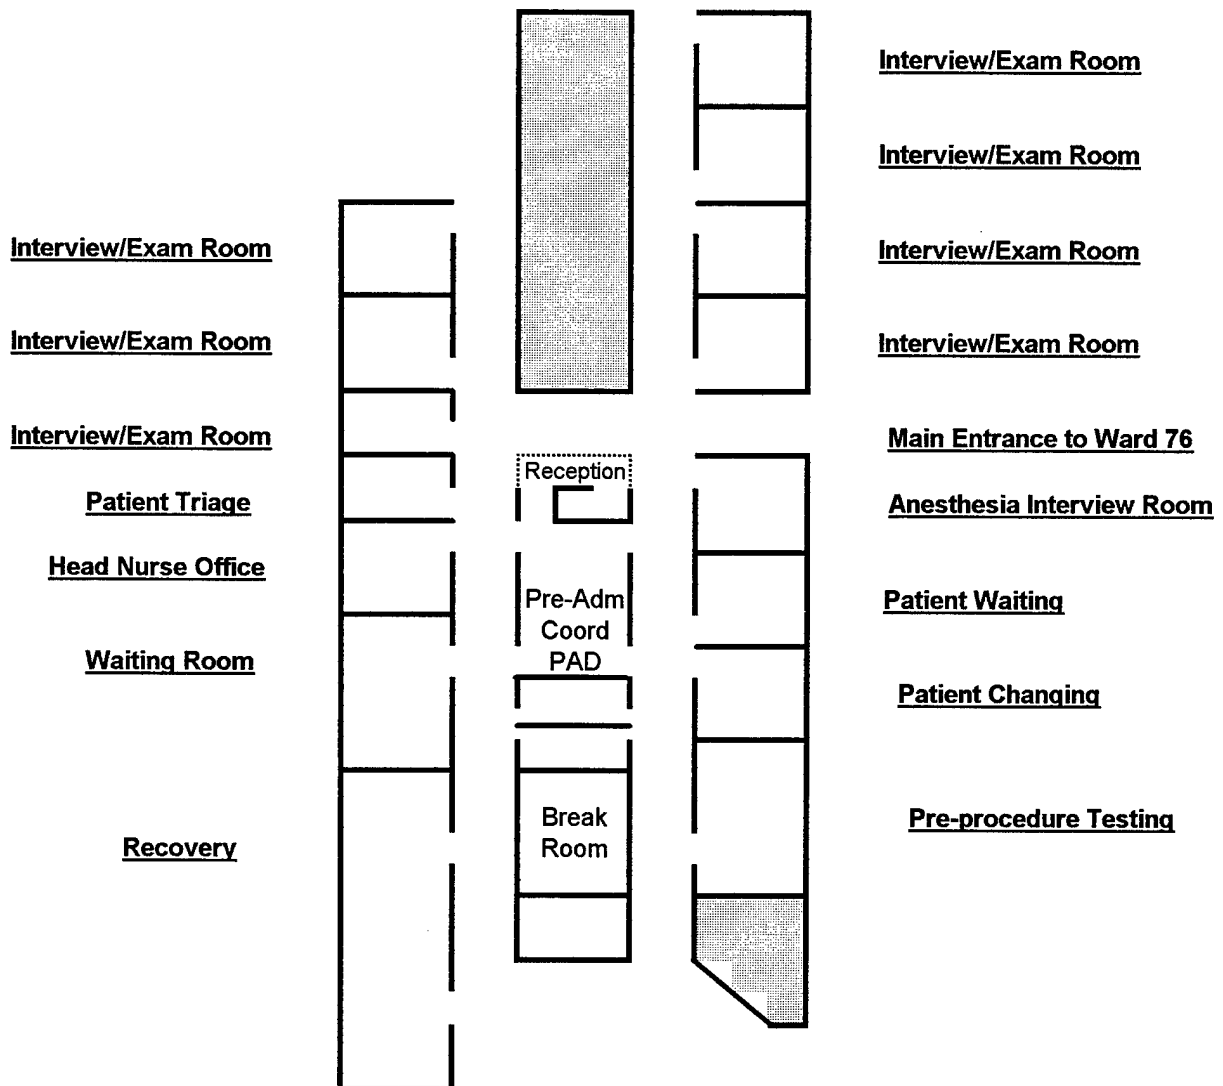 Interview/Exam Room
Interview/Exam Room
Interview/Exam Room
Interview/Exam Room
Interview/Exam Room
Interview/Exam Room
Interview/Exam Room
Main Entrance to Ward 76
Reception
Patient Triage
Anesthesia Interview Room
Head Nurse Office
Pre-Adm
Coord
PAD
Patient Waiting
Waiting Room
Patient Changing
Break
Room
Pre-procedure Testing
Recovery